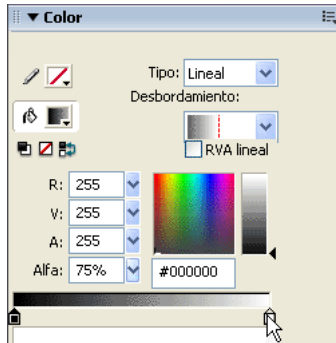 Color
Tipo: Lineal
Desbordamiento:
RVA lineal
R: 255
V: 255
A: 255
Alfa: 75% #000000